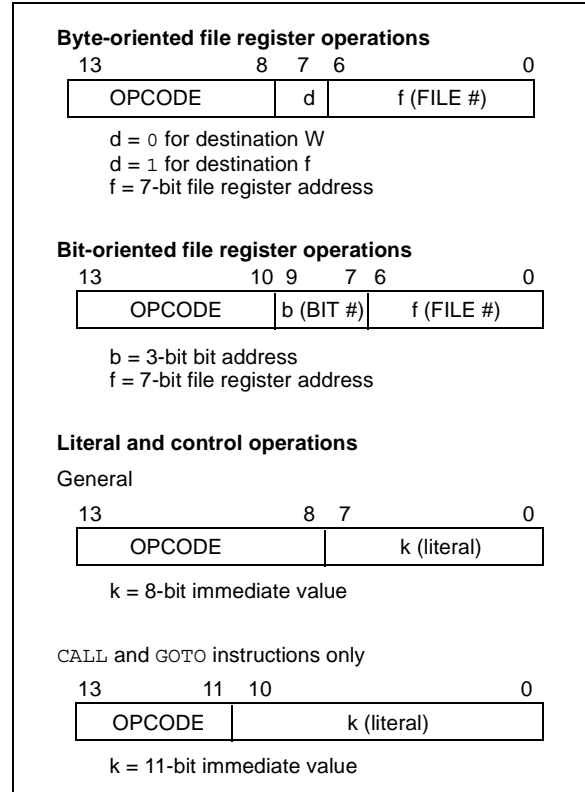 Byte-oriented file register operations
13 8 7 6 0
OPCODE d f (FILE #)
d = 0 for destination W
d = 1 for destination f
f = 7-bit file register address
Bit-oriented file register operations
13 10 9 7 6 0
OPCODE b (BIT #) f (FILE #)
b = 3-bit bit address
f = 7-bit file register address
Literal and control operations
General
13 8 7 0
OPCODE k (literal)
k = 8-bit immediate value
CALL and GOTO instructions only
13 11 10 0
OPCODE k (literal)
k = 11-bit immediate value